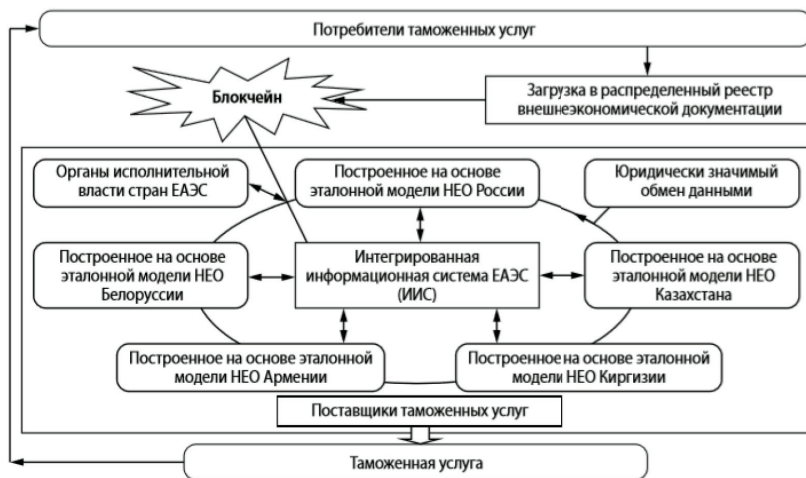 Потребители таможенных услуг
Блокчейн
Загрузка в распределенный реестр
внешнеэкономической документации
Органы исполнительной
власти стран ЕАЭС
Построенное на основе
эталонной модели НЕО России
Юридически значимый
обмен данными
Построенное на основе
эталонной модели НЕО
Белоруссии
Интегрированная
информационная система ЕАЭС
(ИИС)
Построенное на основе
эталонной модели НЕО
Казахстана
Построенное на основе эталонной
модели НЕО Армении
Построенное на основе эталонной
модели НЕО Киргизии
Поставщики таможенных услуг
Таможенная услуга